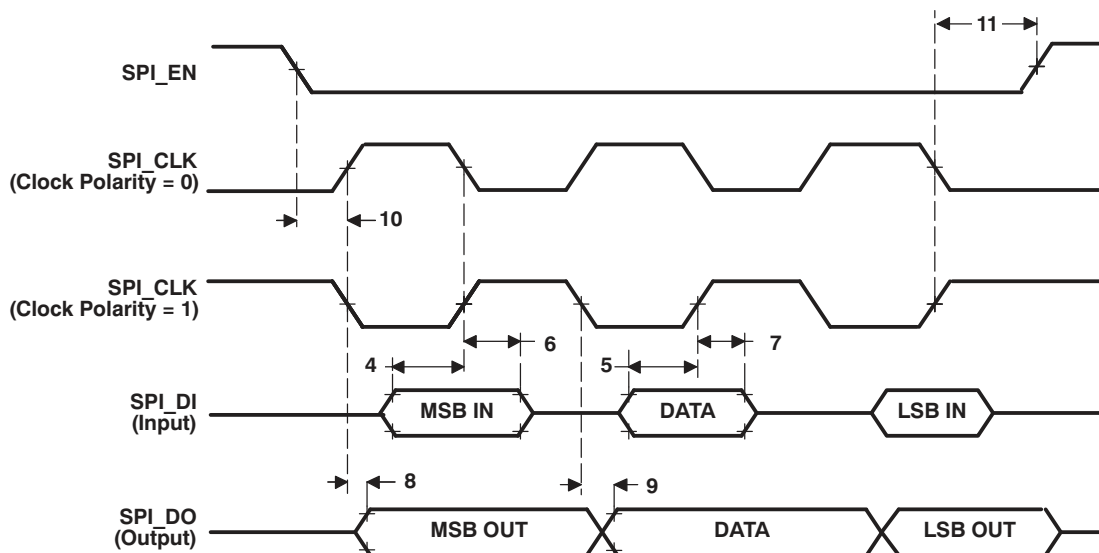 11
SPI_EN
SPI_CLK
(Clock Polarity = 0)
10
SPI_CLK
(Clock Polarity = 1)
6
7
4
5
SPI_DI
(Input)
MSB IN
DATA
LSB IN
8
9
SPI_DO
(Output)
MSB OUT
DATA
LSB OUT